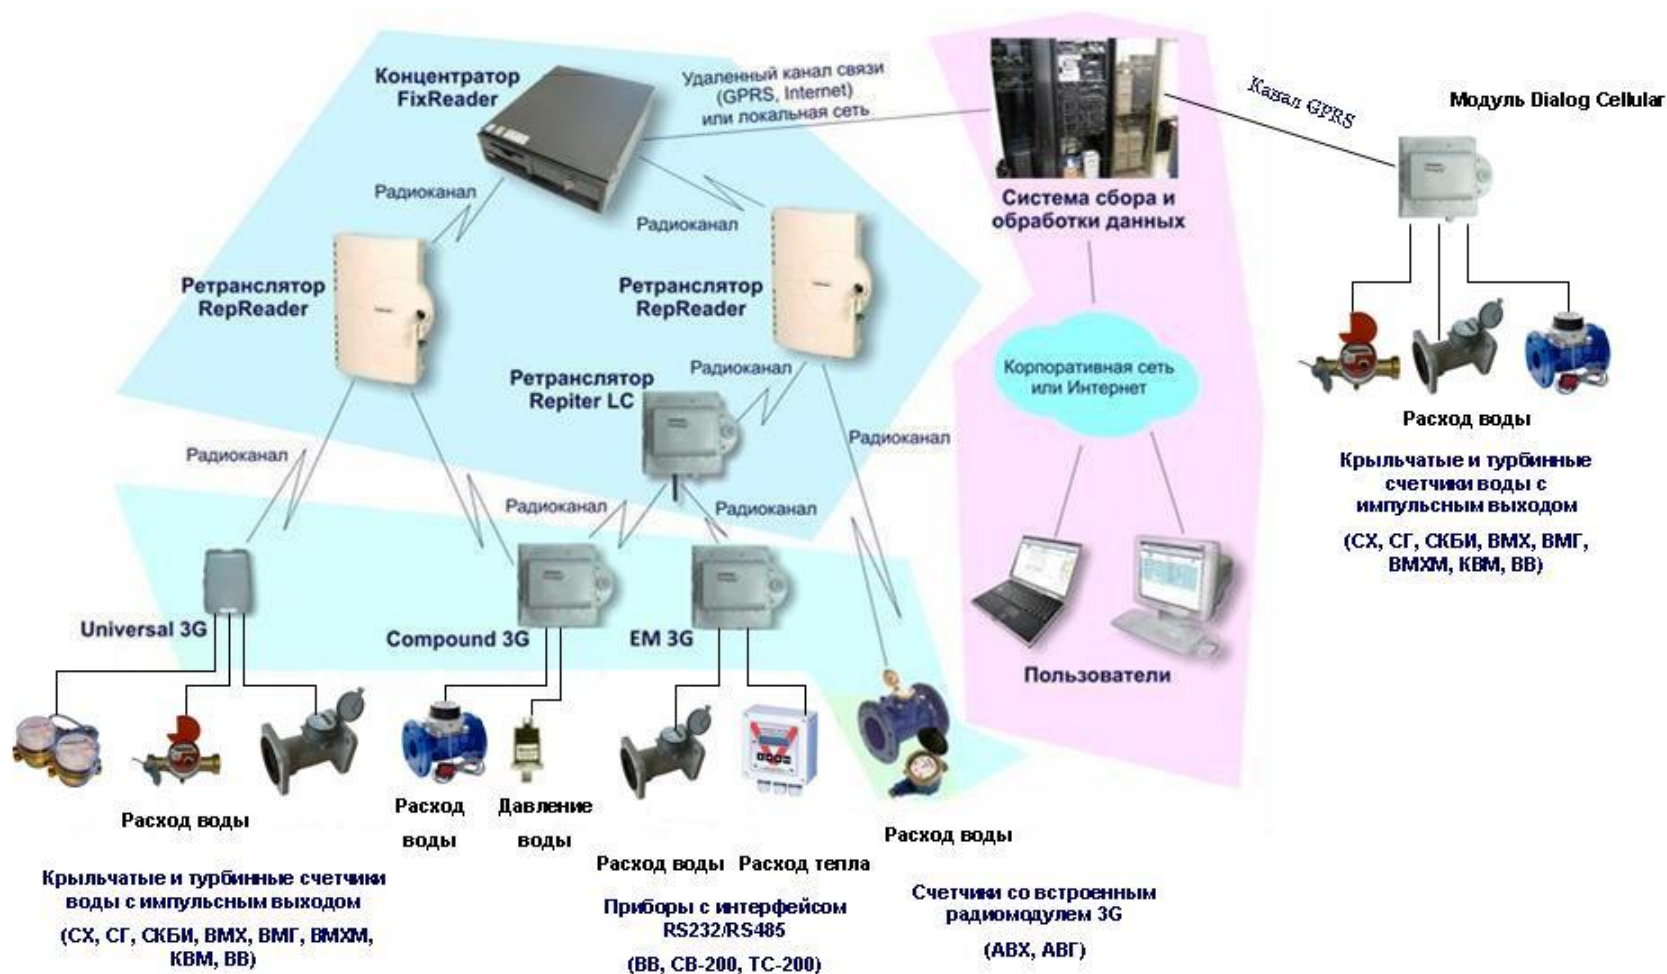 Концентратор
FixReader
Удаленный канал связи
(GPRS, Internet)
или локальная сеть
Канал GPRS
Модуль Dialog Cellular
Радиоканал
Радиоканал
Система сбора и
обработки данных
Ретранслятор
RepReader
Ретранслятор
RepReader
Ретранслятор
Repiter LC
Радиоканал
Корпоративная сеть
или Интернет
Расход воды
Крыльчатые и турбинные
счетчики воды с
импульсным выходом
(СХ, СГ, СКБИ, ВМХ, ВМГ,
ВМХМ, КВМ, ВВ)
Радиоканал
Радиоканал
Радиоканал
Радиоканал
Universal 3G
Compound 3G
EM 3G
Пользователи
Расход воды
Расход
воды
Давление
воды
Расход воды
Расход тепла
Расход воды
Крыльчатые и турбинные счетчики
воды с импульсным выходом
(СХ, СГ, СКБИ, ВМХ, ВМГ, ВМХМ,
КВМ, ВВ)
Приборы с интерфейсом
RS232/RS485
(ВВ, СВ-200, ТС-200)
Счетчики со встроенным
радиомодулем 3G
(АВХ, АВГ)